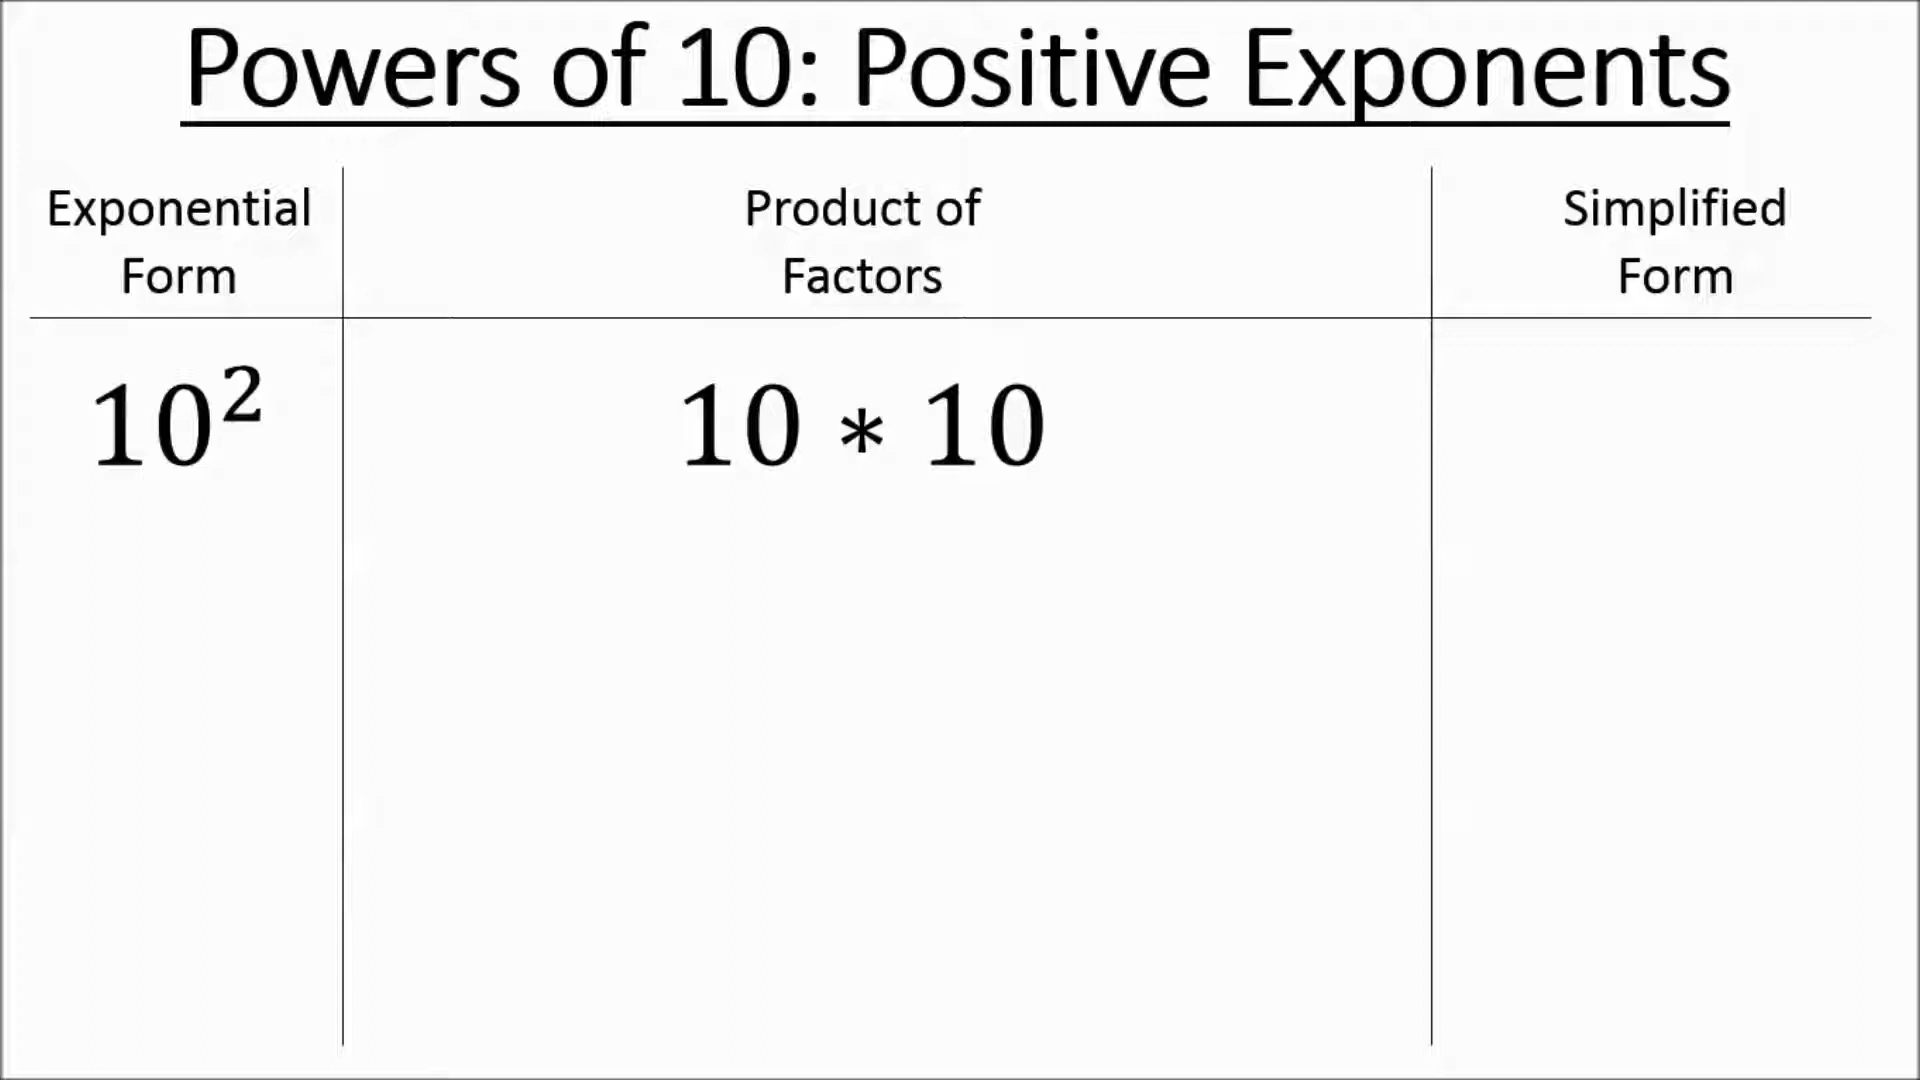 Powers of 10: Positive Exponents
Exponential
Form
Product of
Factors
Simplified
Form
10²
10 * 10